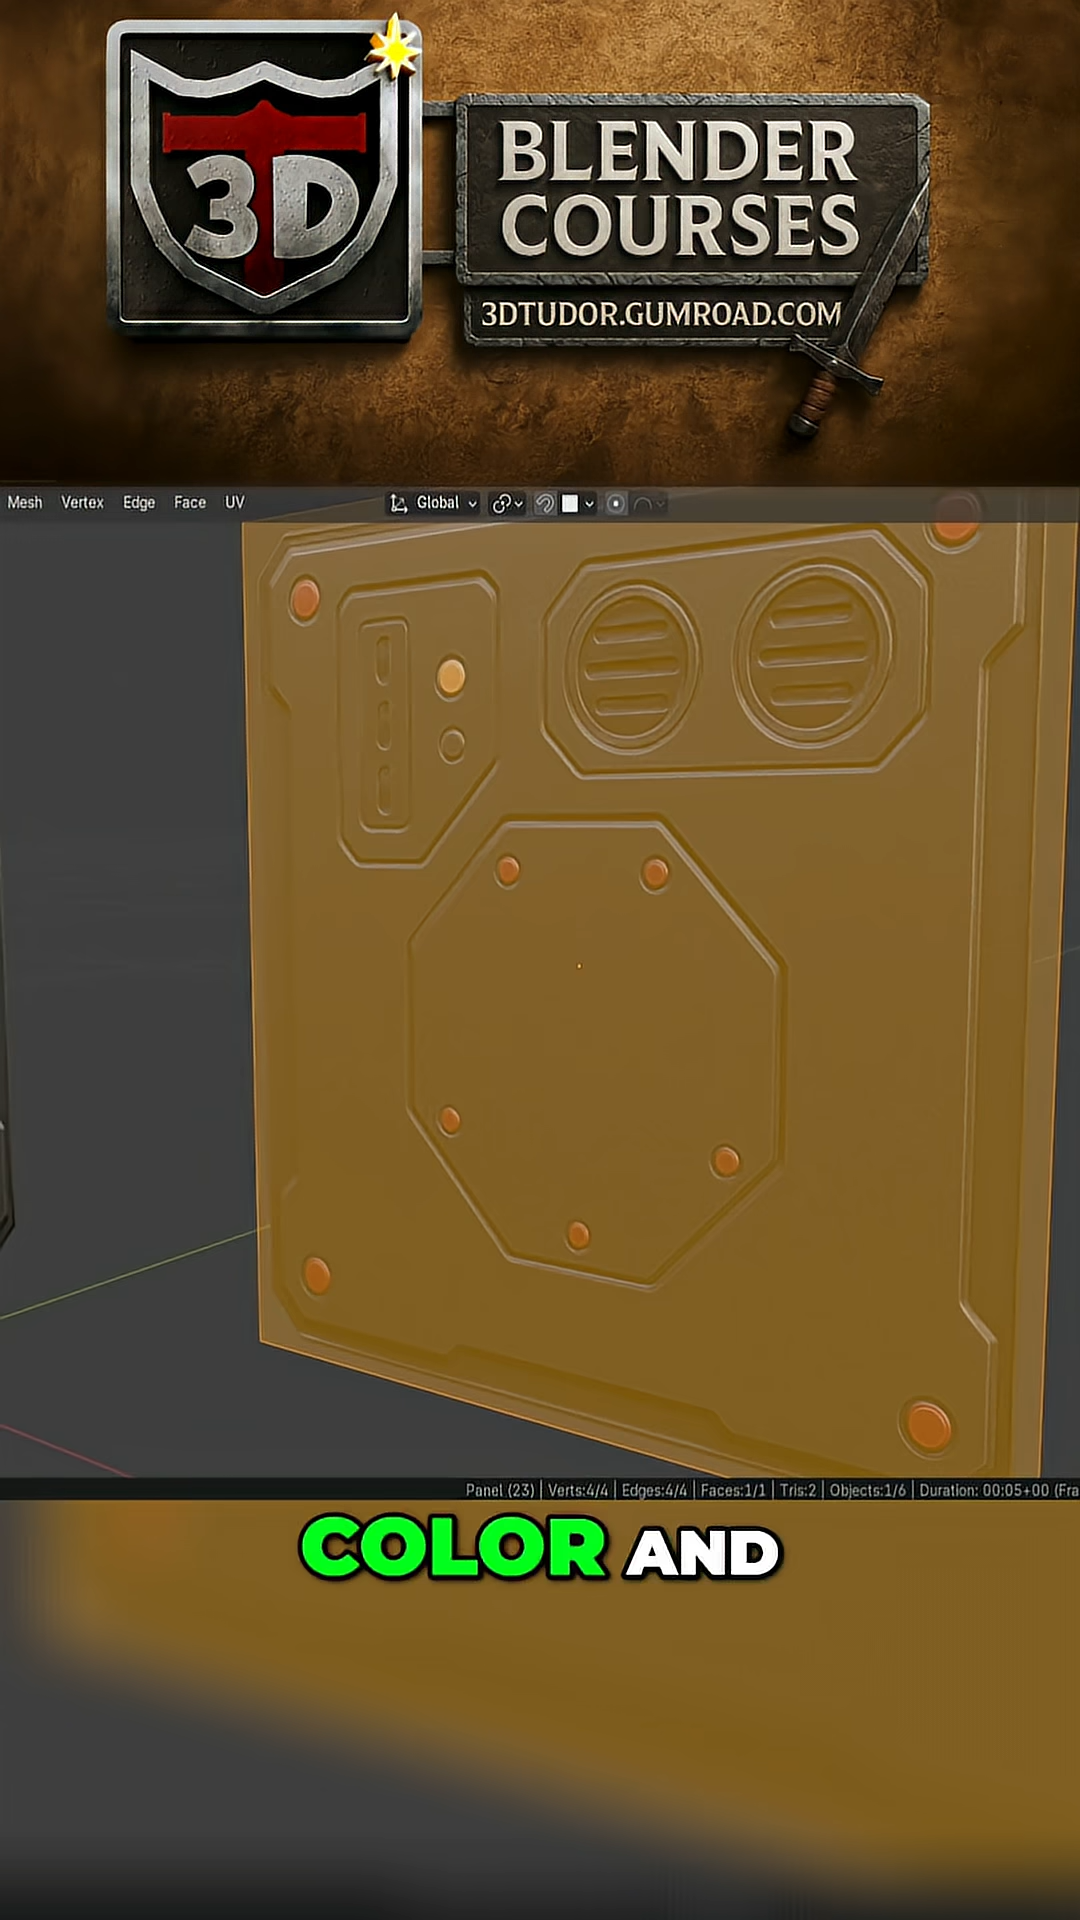 3D
BLENDER
COURSES
3DTUDOR.GUMROAD.COM
Mesh Vertex Edge Face UV Global
Panel (23) | Verts:4/4 | Edges:4/4 | Faces:1/1 | Tris:2 | Objects:1/6 | Duration: 00:05+00 (Fra
COLOR AND